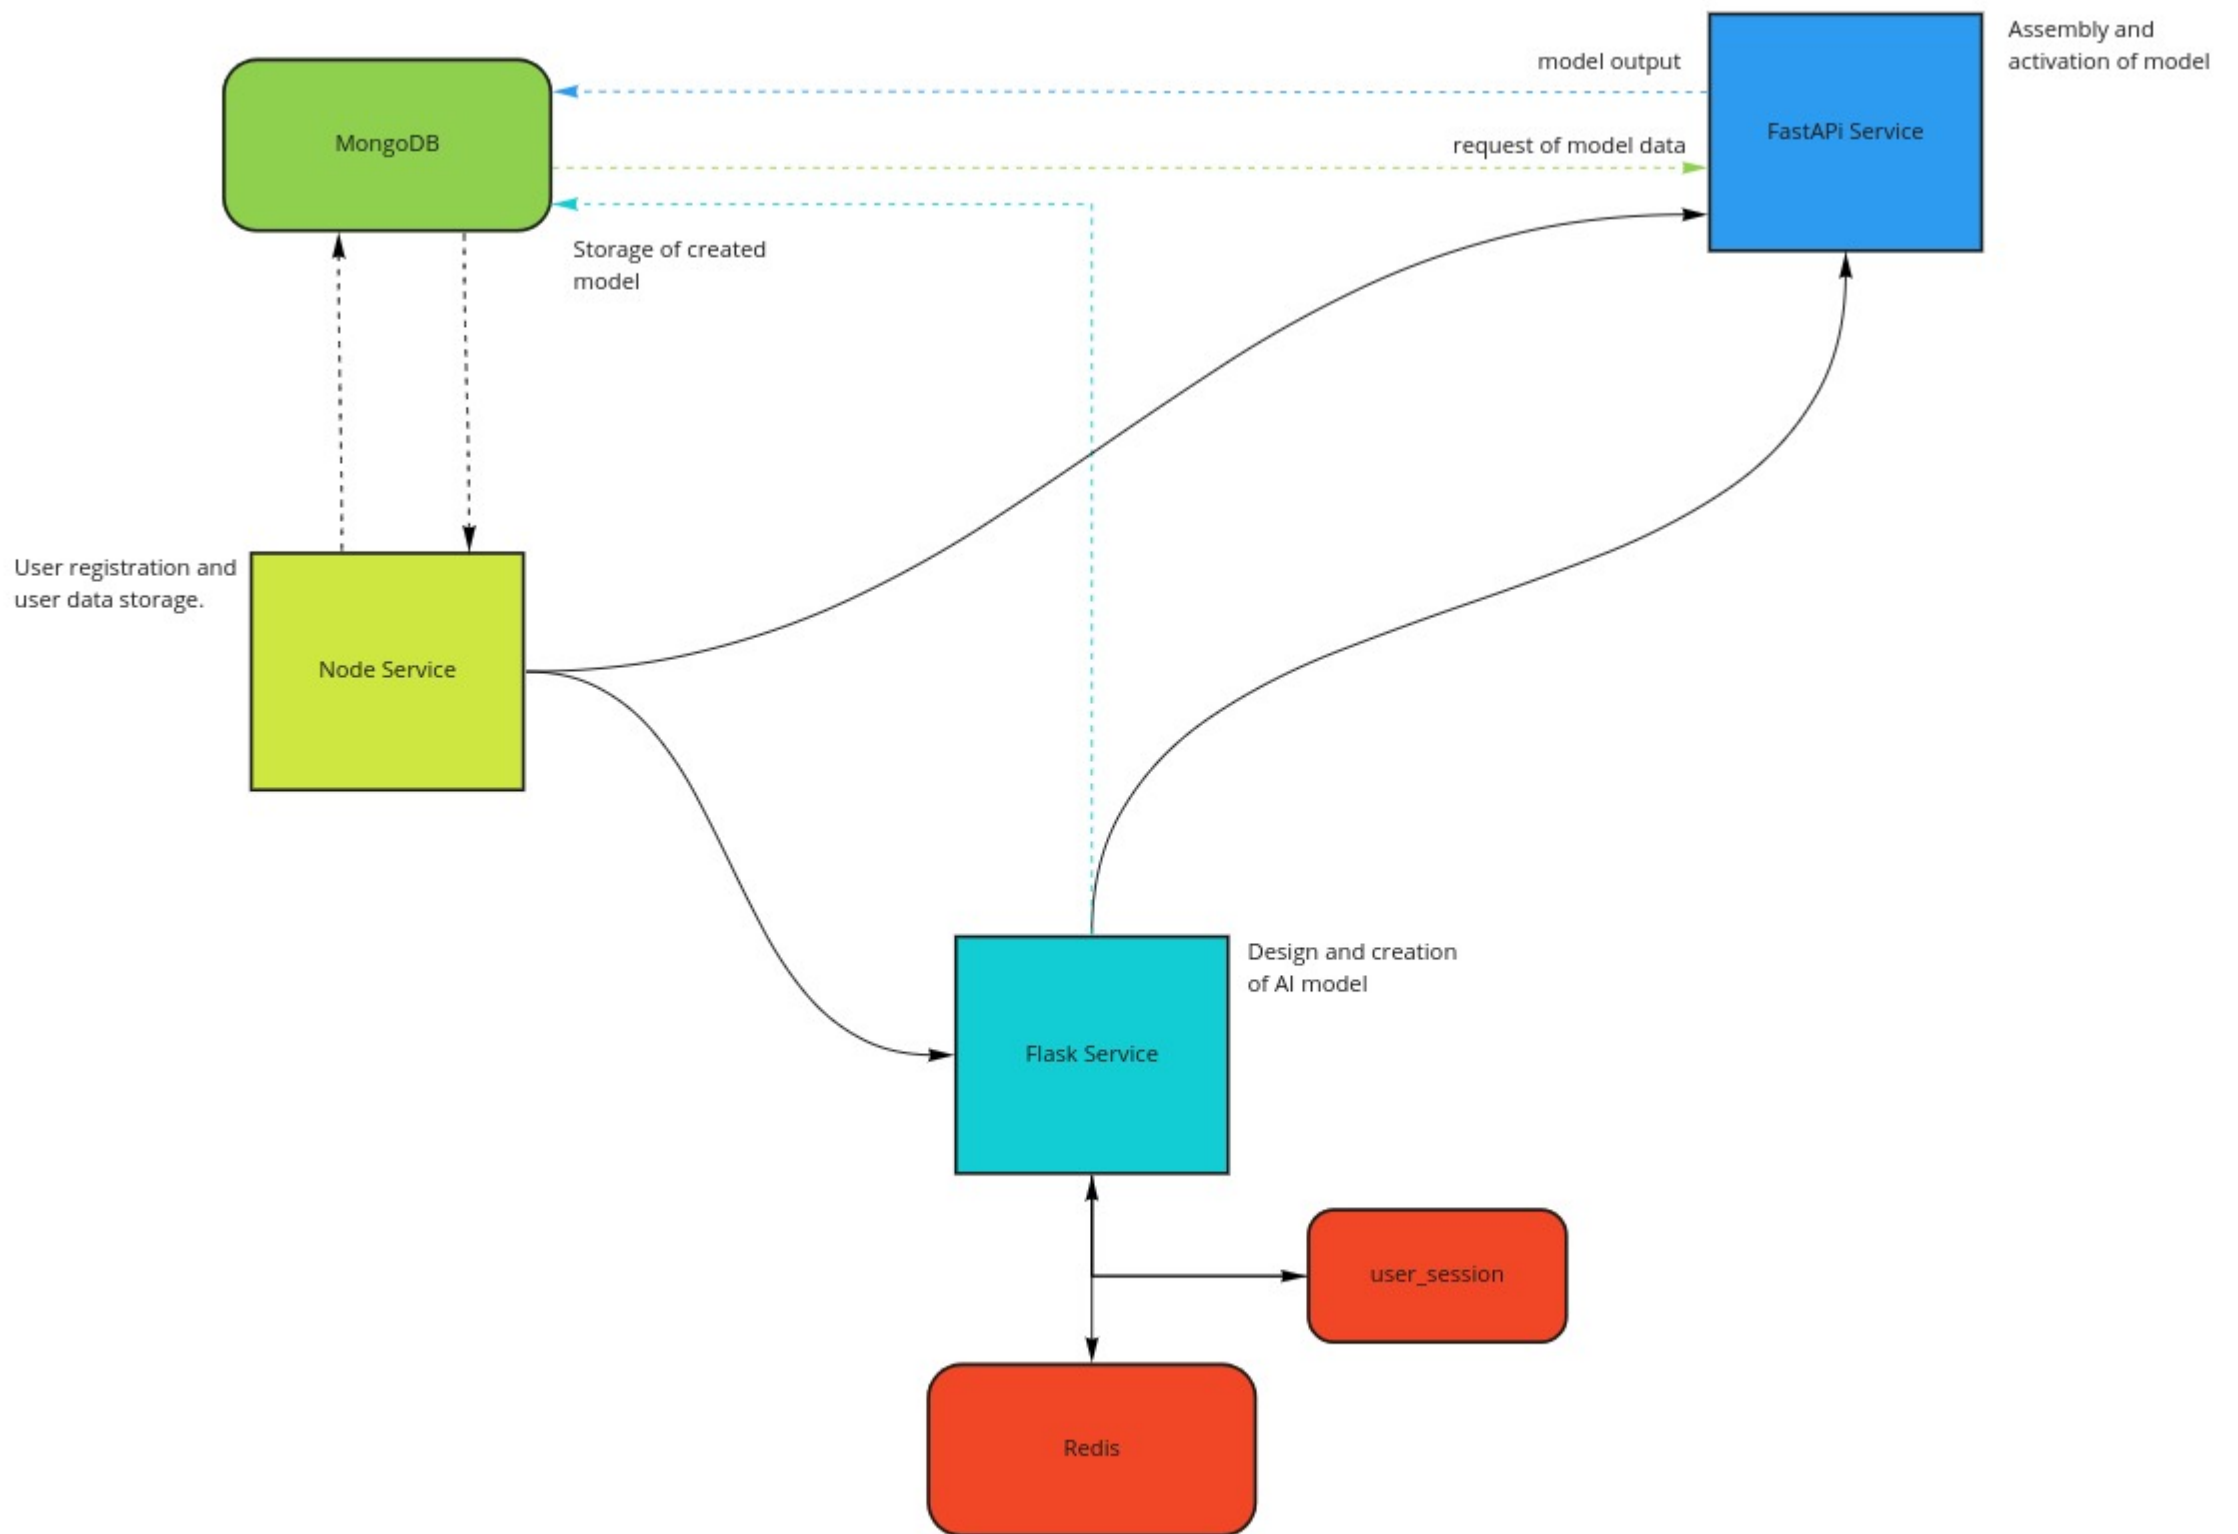 Assembly and
activation of model
model output
FastAPi Service
MongoDB
request of model data
Storage of created
model
User registration and
user data storage.
Node Service
Design and creation
of AI model
Flask Service
user_session
Redis